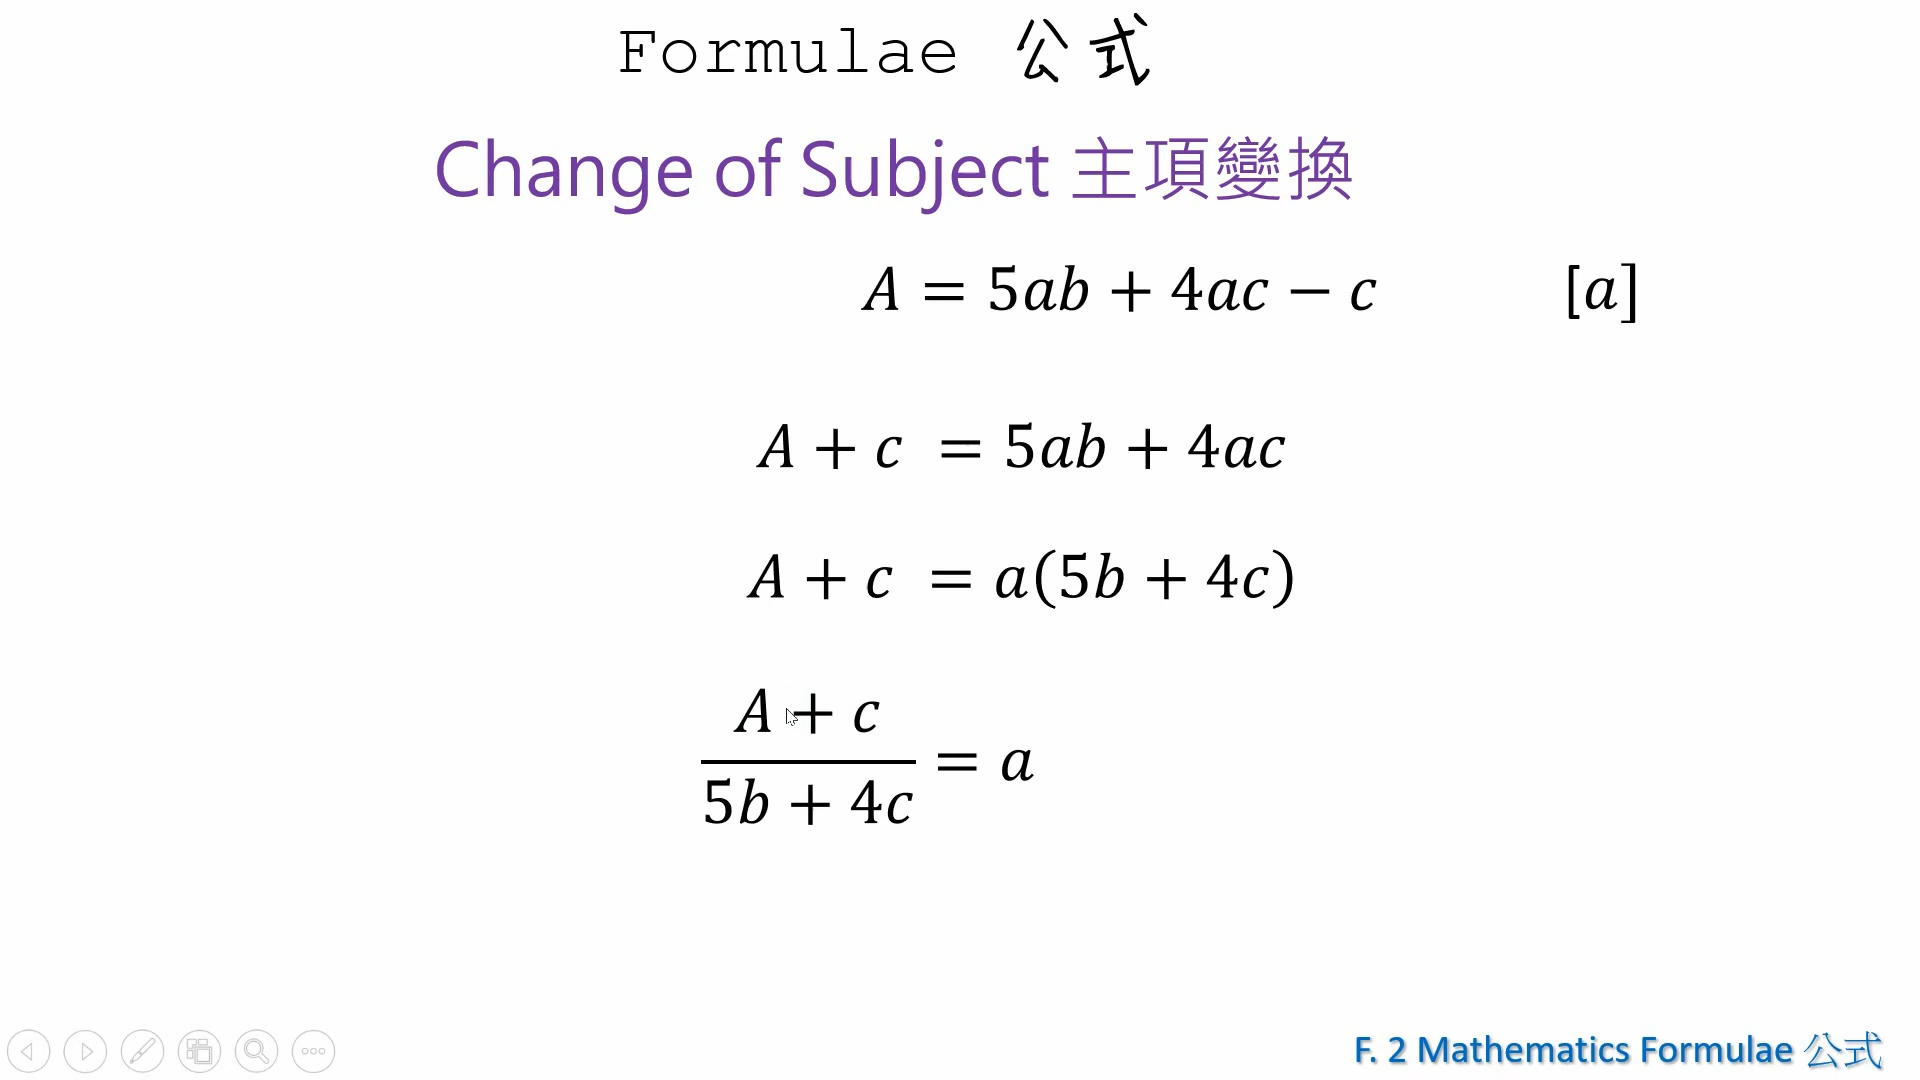 Formulae 公式
Change of Subject 主項變換
A = 5ab + 4ac − c [a]
A + c = 5ab + 4ac
A + c = a(5b + 4c)
A + c
5b + 4c
= a
F. 2 Mathematics Formulae 公式